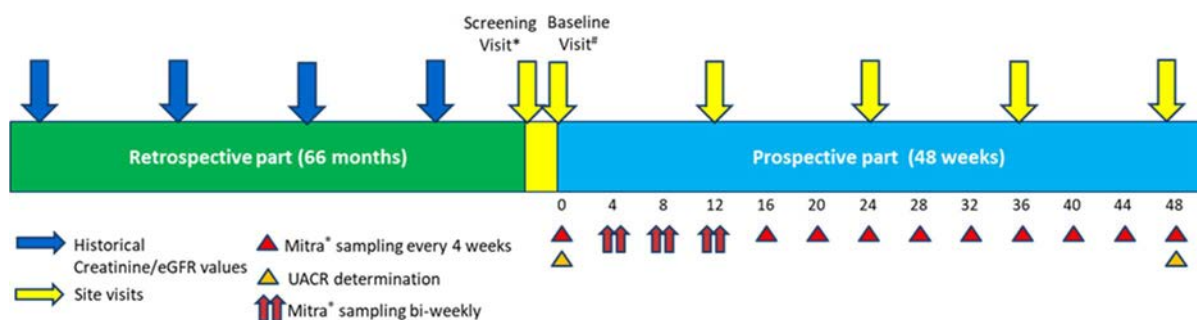 Screening Visit*
Baseline Visit#
Retrospective part (66 months)
Prospective part (48 weeks)
0 4 8 12 16 20 24 28 32 36 40 44 48
Historical
Creatinine/eGFR values
Site visits
Mitra® sampling every 4 weeks
UACR determination
Mitra® sampling bi-weekly